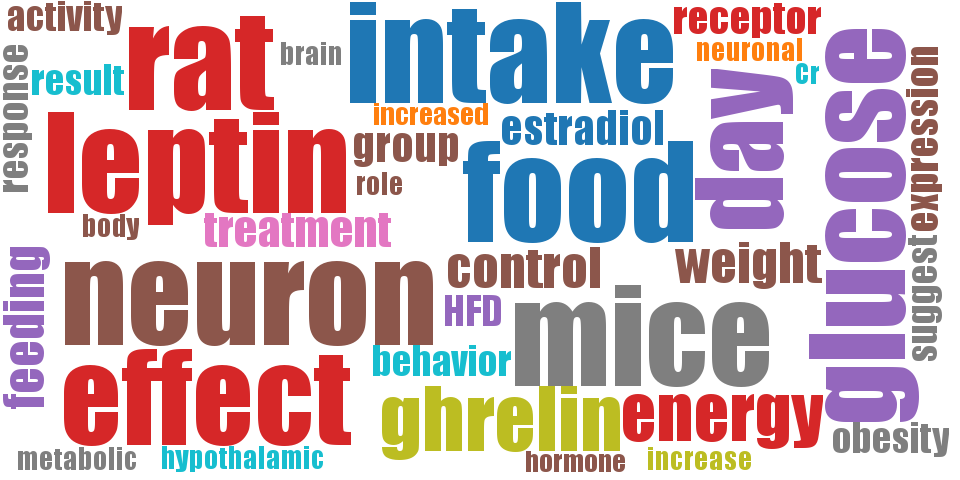 activity
rat
brain
intake
receptor
neuronal
cr
response
result
increased
estradiol
day
glucose
expression
leptin
group
role
food
body
treatment
neuron
control
weight
suggest
feeding
HFD
mice
effect
behavior
ghrelin
energy
obesity
metabolic
hypothalamic
hormone
increase